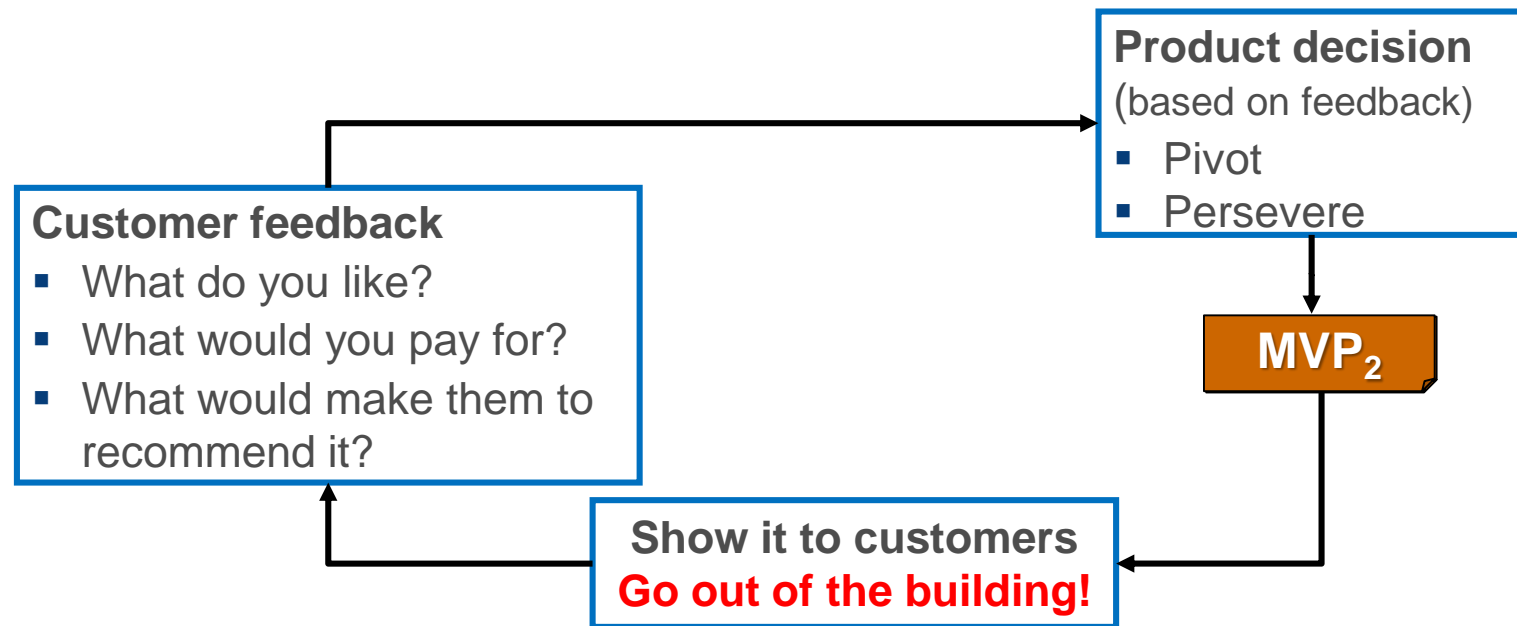 Product decision
(based on feedback)
▪ Pivot
▪ Persevere
Customer feedback
▪ What do you like?
▪ What would you pay for?
▪ What would make them to
recommend it?
MVP₂
Show it to customers
Go out of the building!